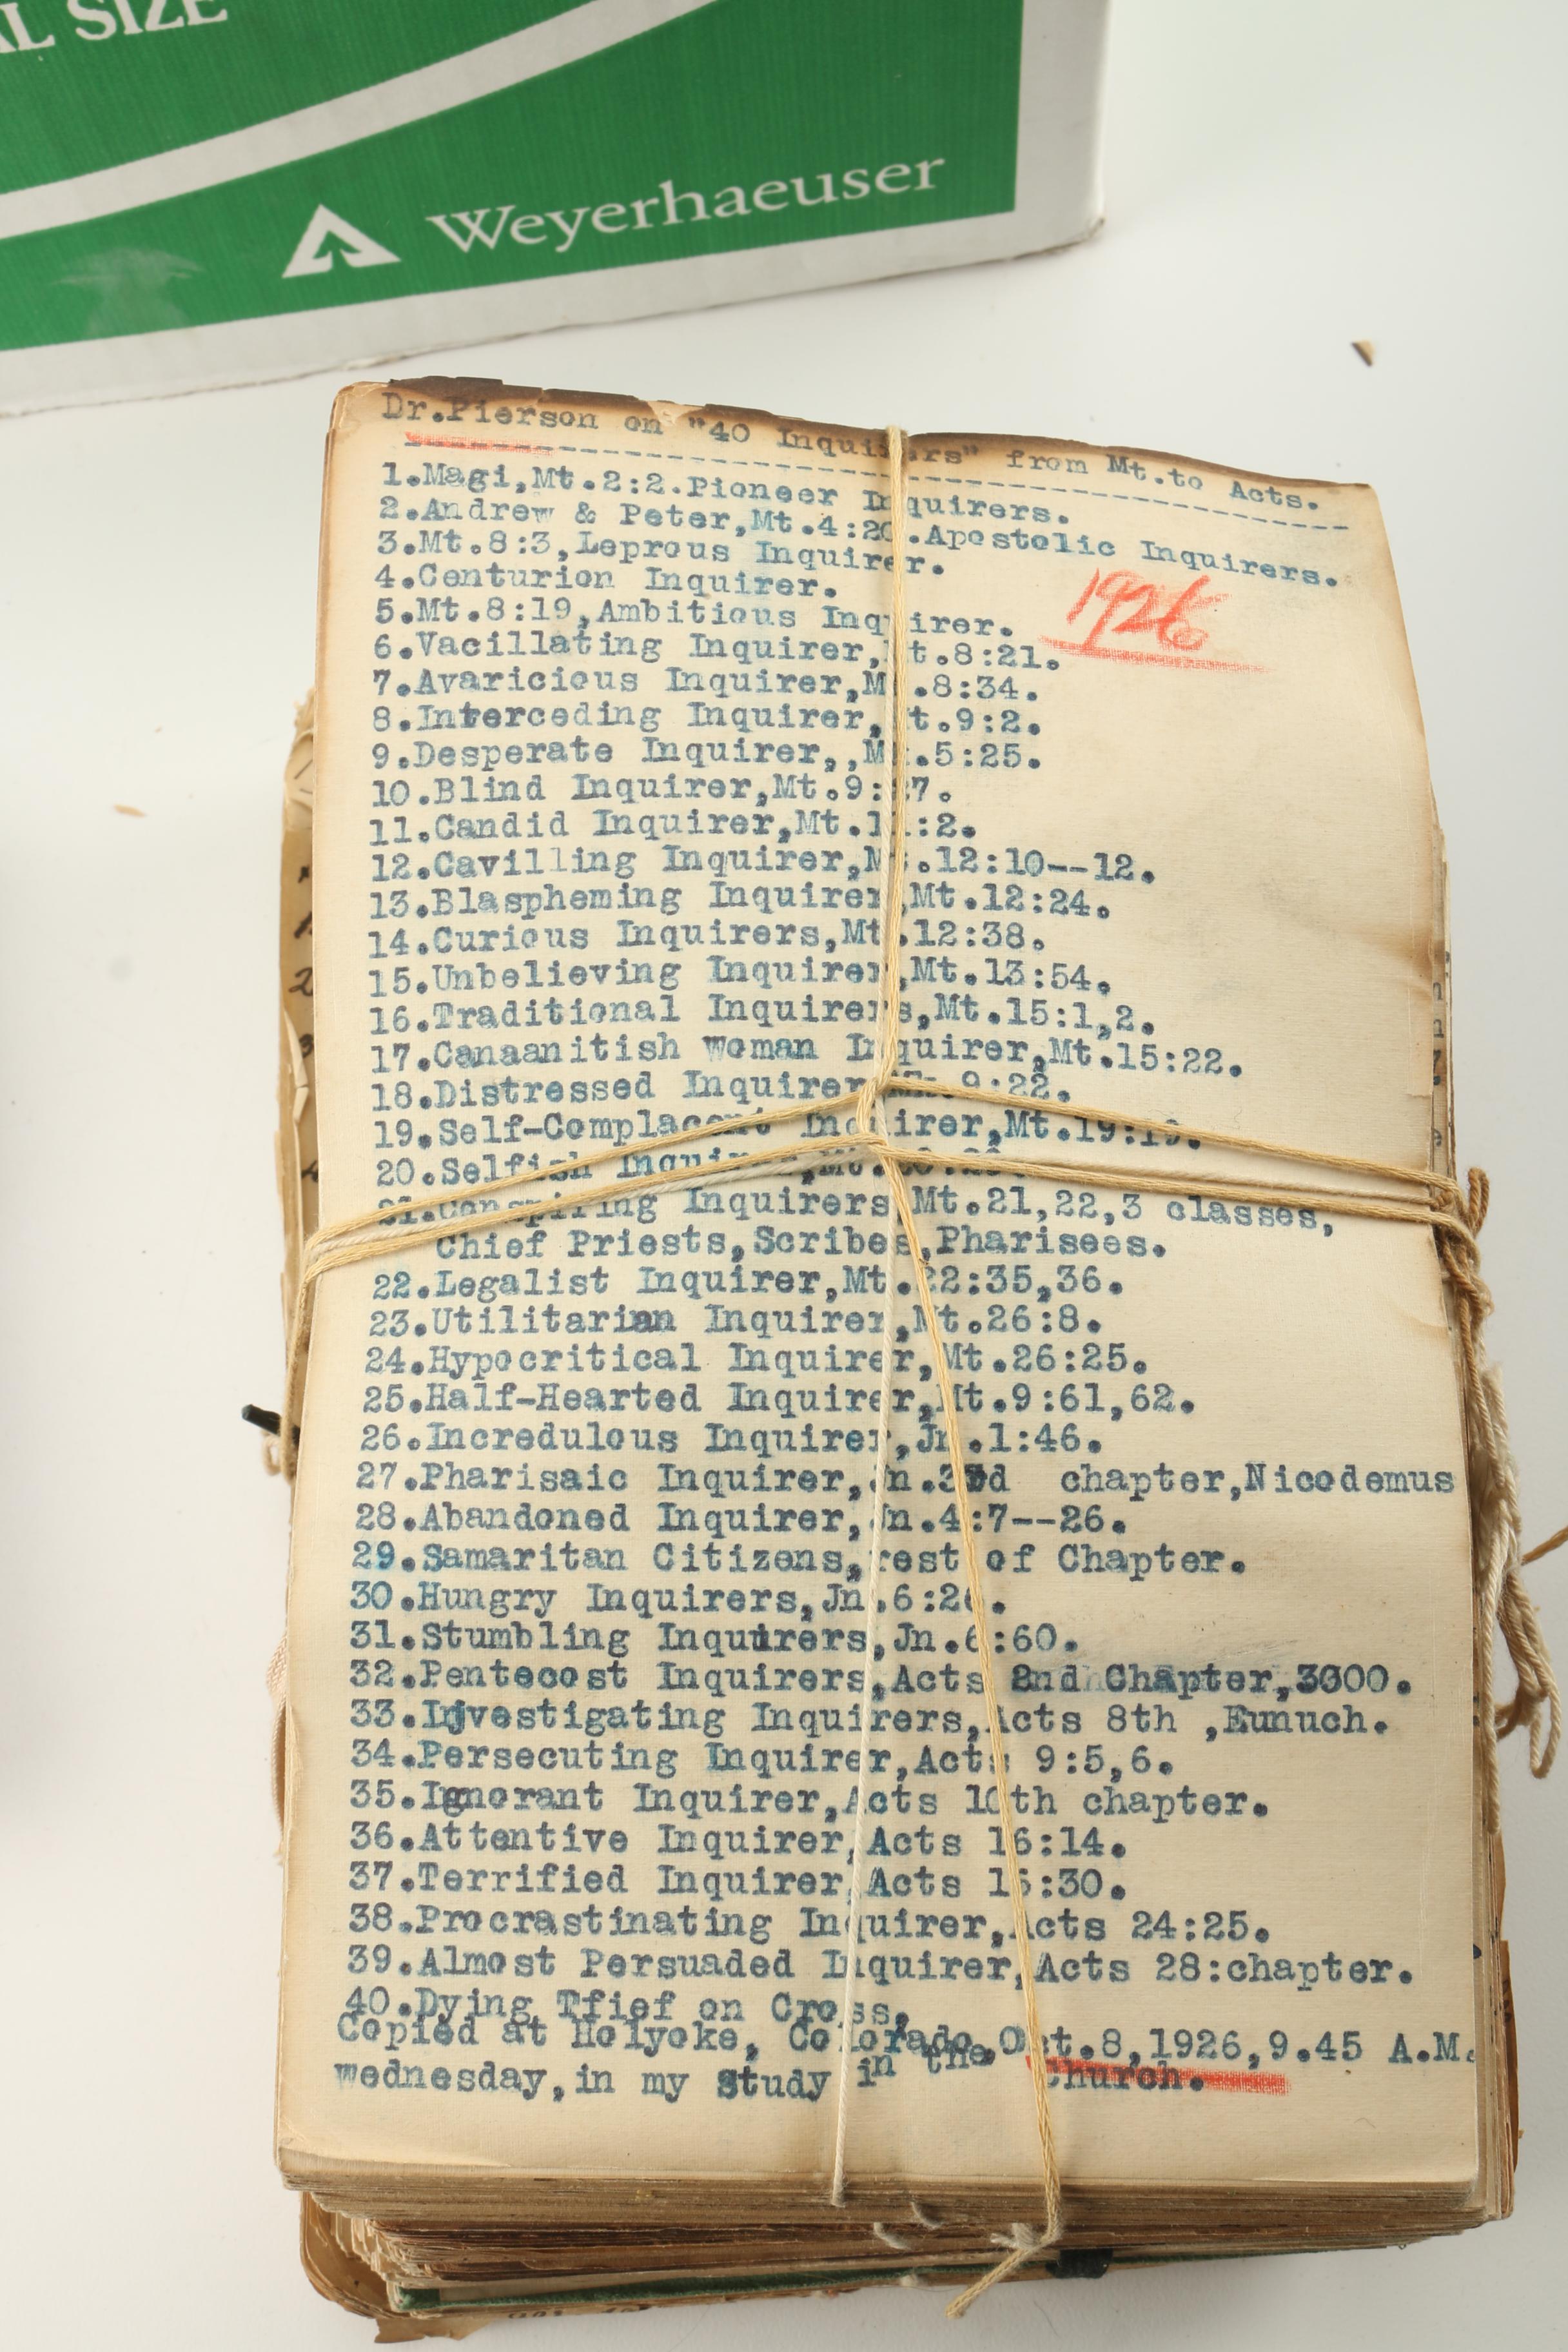 AL SIZE
Weyerhaeuser
Dr.Pierson on "40 Inquirers" from Mt.to Acts.
1.Magi,Mt.2:2.Pioneer Inquirers.
2.Andrew & Peter,Mt.4:20.Apostolic Inquirers.
3.Mt.8:3,Leprous Inquirer.
4.Centurion Inquirer.
1926
5.Mt.8:19,Ambitious Inquirer.
6.Vacillating Inquirer,Mt.8:21.
7.Avaricious Inquirer,Mt.8:34.
8.Interceding Inquirer,Mt.9:2.
9.Desperate Inquirer,,M .5:25.
10.Blind Inquirer,Mt.9:27.
11.Candid Inquirer,Mt.11:2.
12.Cavilling Inquirer,Mt.12:10--12.
13.Blaspheming Inquirer,Mt.12:24.
14.Curious Inquirers,Mt.12:38.
15.Unbelieving Inquirer,Mt.13:54.
16.Traditional Inquirers,Mt.15:1,2.
17.Canaanitish woman Inquirer,Mt.15:22.
18.Distressed Inquirer 9:22.
19.Self-Complacent Inquirer,Mt.19:19.
20.Selfish Inquirer,Mt.
21.Conspiring Inquirers,Mt.21,22,3 classes,
Chief Priests,Scribes,Pharisees.
22.Legalist Inquirer,Mt.22:35,36.
23.Utilitarian Inquirer,Mt.26:8.
24.Hypocritical Inquirer,Mt.26:25.
25.Half-Hearted Inquirer,Mt.9:61,62.
26.Incredulous Inquirer,Jn.1:46.
27.Pharisaic Inquirer,Jn.3rd chapter,Nicodemus
28.Abandoned Inquirer,Jn.4:7--26.
29.Samaritan Citizens,rest of Chapter.
30.Hungry Inquirers,Jn.6:26.
31.Stumbling Inquirers,Jn.6:60.
32.Pentecost Inquirers,Acts 2nd Chapter,3000.
33.Investigating Inquirers,Acts 8th ,Eunuch.
34.Persecuting Inquirer,Acts 9:5,6.
35.Ignorant Inquirer,Acts 10th chapter.
36.Attentive Inquirer,Acts 16:14.
37.Terrified Inquirer,Acts 16:30.
38.Procrastinating Inquirer,Acts 24:25.
39.Almost Persuaded Inquirer,Acts 28:chapter.
40.Dying Tfief on Cross.
Copied at Holyoke, Colorado,Oct.8,1926,9.45 A.M.
wednesday,in my study in the Church.